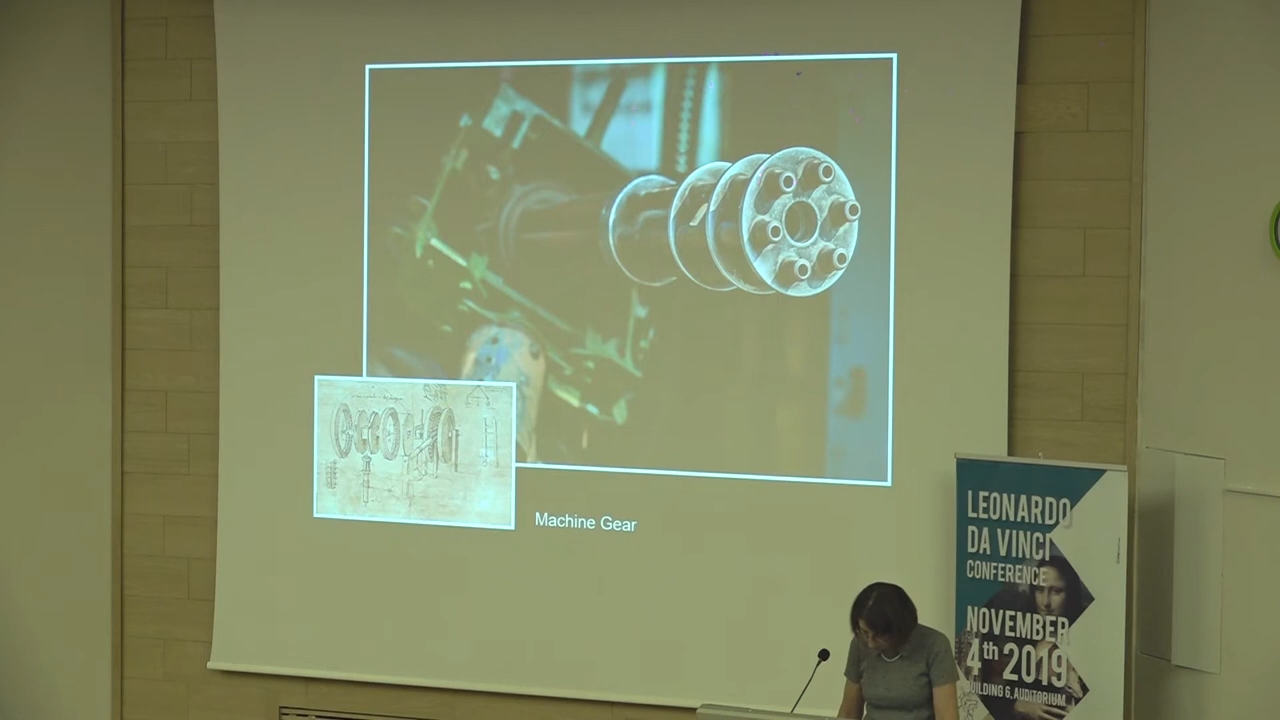 Machine Gear
LEONARDO
DA VINCI
CONFERENCE
NOVEMBER
4th 2019
BUILDING 6, AUDITORIUM